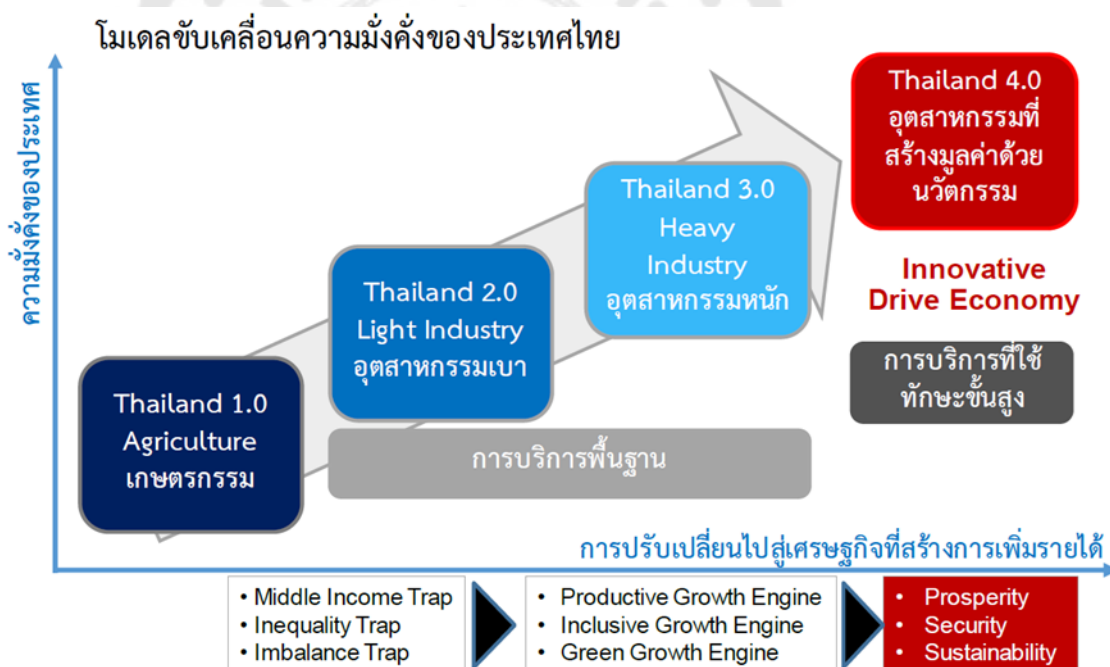 โมเดลขับเคลื่อนความมั่งคั่งของประเทศไทย
ความมั่งคั่งของประเทศ
Thailand 1.0
Agriculture
เกษตรกรรม
Thailand 2.0
Light Industry
อุตสาหกรรมเบา
Thailand 3.0
Heavy
Industry
อุตสาหกรรมหนัก
Thailand 4.0
อุตสาหกรรมที่
สร้างมูลค่าด้วย
นวัตกรรม
Innovative
Drive Economy
การบริการที่ใช้
ทักษะขั้นสูง
การบริการพื้นฐาน
การปรับเปลี่ยนไปสู่เศรษฐกิจที่สร้างการเพิ่มรายได้
• Middle Income Trap
• Inequality Trap
• Imbalance Trap
• Productive Growth Engine
• Inclusive Growth Engine
• Green Growth Engine
• Prosperity
• Security
• Sustainability